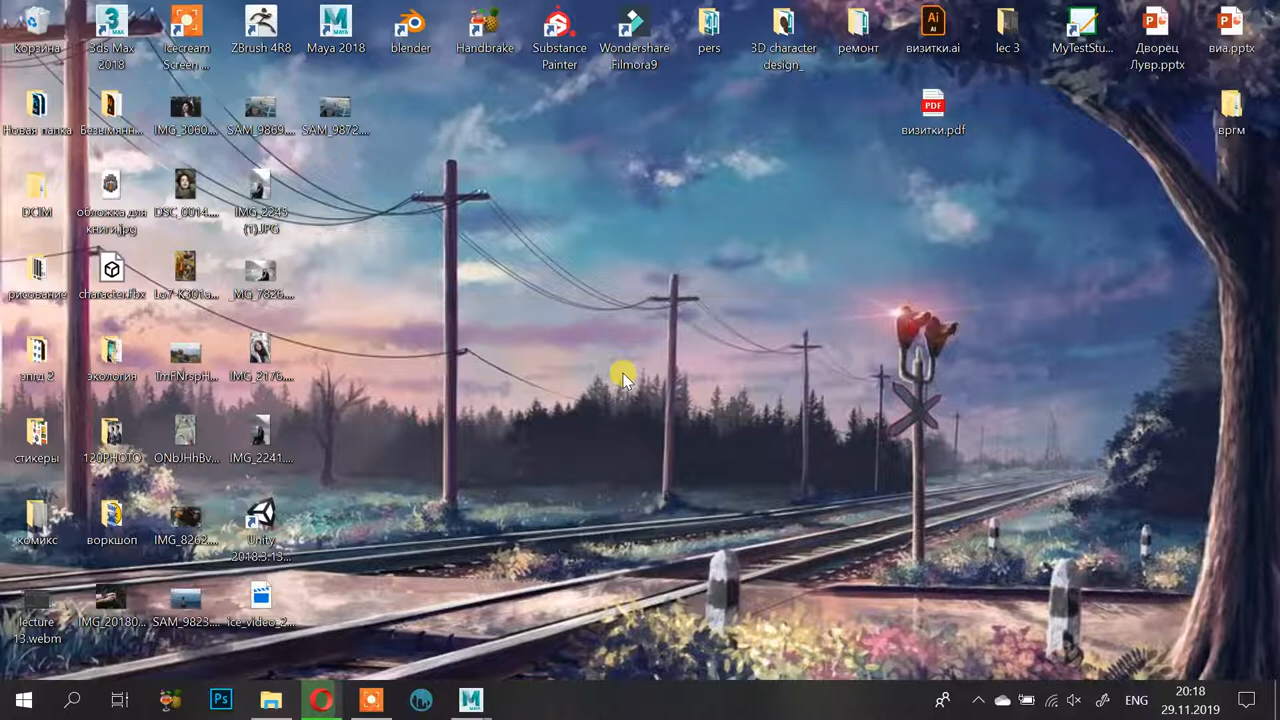 Корзина
3ds Max
2018
Icecream
Screen ...
ZBrush 4R8
Maya 2018
blender
Handbrake
Substance
Painter
Wondershare
Filmora9
pers
3D character
design_
ремонт
визитки.ai
lec 3
MyTestStu...
Дворец
Лувр.pptx
виа.pptx
Новая папка
Безымянн...
IMG_3060....
SAM_9869....
SAM_9872....
визитки.pdf
вргм
DCIM
обложка для
книги.jpg
DSC_0014....
IMG_2245
(1).JPG
рисование
character.fbx
Lo7-K301a...
_MG_7826....
эпгд 2
экология
TmFNrspH...
IMG_2176....
стикеры
120PHOTO
ONbJHhBv...
IMG_2241....
комикс
воркшоп
IMG_8262....
Unity
2018.3.13...
lecture
13.webm
IMG_20180...
SAM_9823....
ice_video_2...
ENG
20:18
29.11.2019